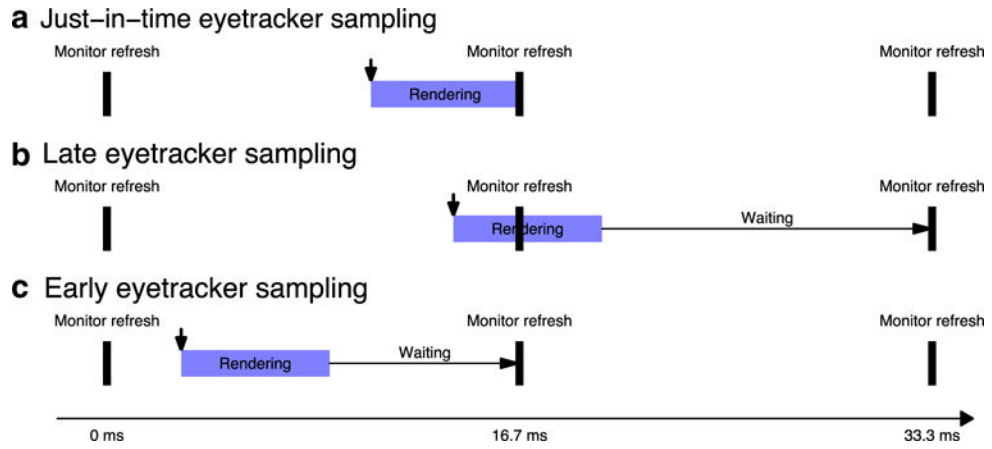 a Just−in−time eyetracker sampling
Monitor refresh Monitor refresh Monitor refresh
Rendering
b Late eyetracker sampling
Monitor refresh Monitor refresh Monitor refresh
Rendering Waiting
c Early eyetracker sampling
Monitor refresh Monitor refresh Monitor refresh
Rendering Waiting
0 ms 16.7 ms 33.3 ms